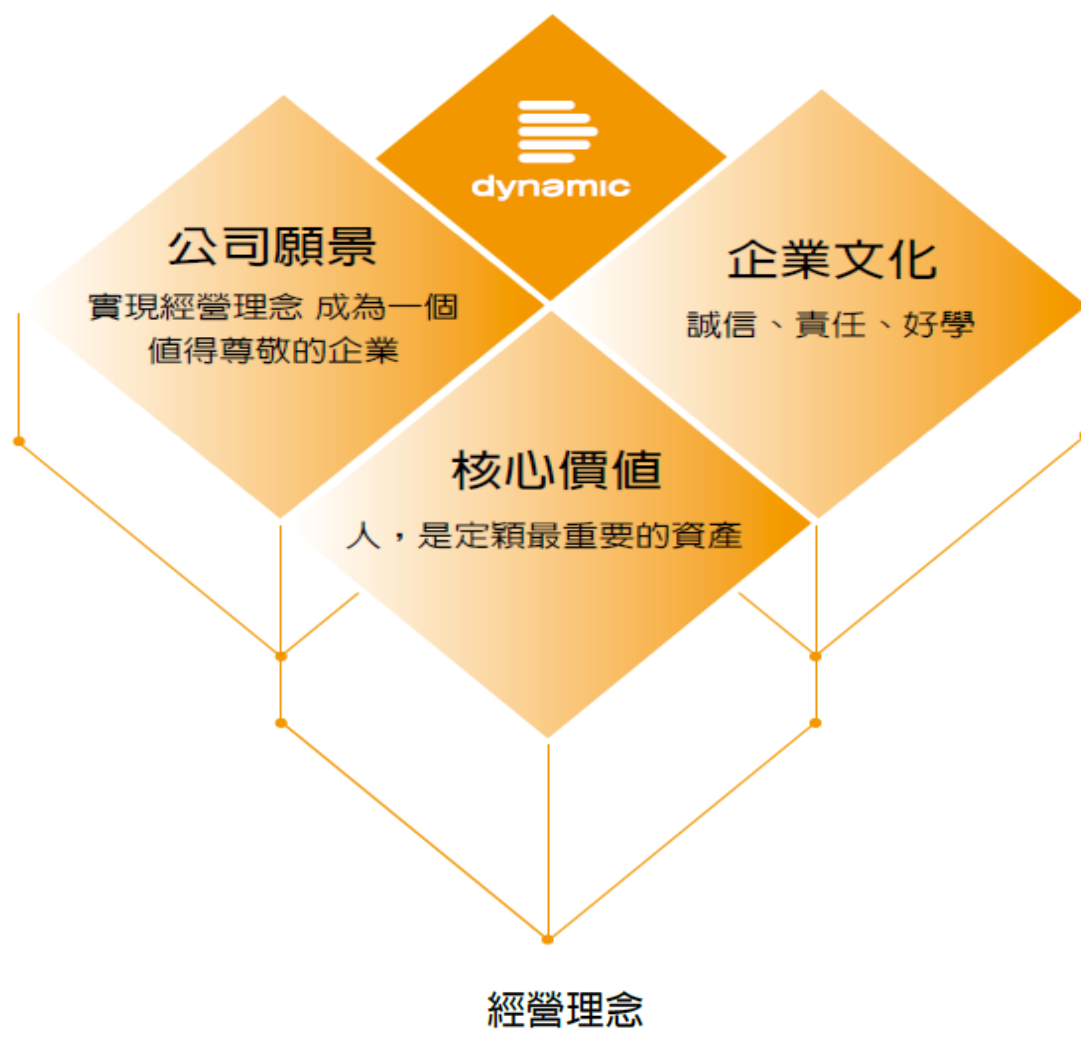 dynamic
公司願景
實現經營理念 成為一個
值得尊敬的企業
企業文化
誠信、責任、好學
核心價值
人，是定穎最重要的資產
經營理念